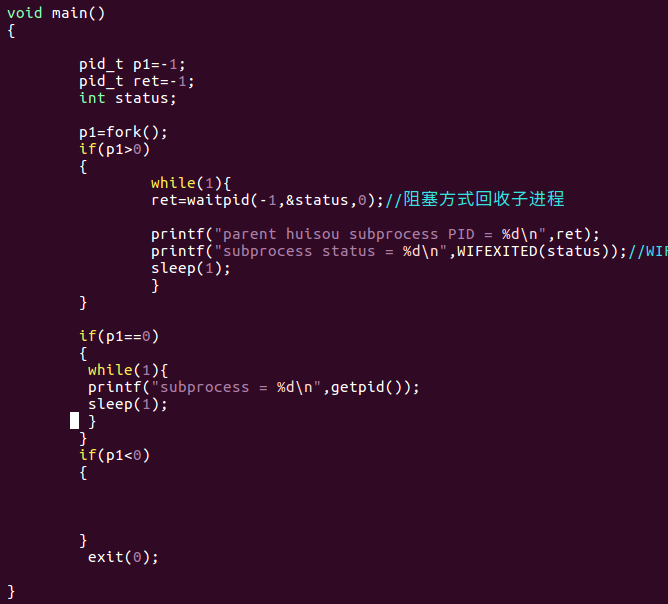 void main()
{
pid_t p1=-1;
pid_t ret=-1;
int status;
p1=fork();
if(p1>0)
{
while(1){
ret=waitpid(-1,&status,0);//阻塞方式回收子进程
printf("parent huisou subprocess PID = %d\n",ret);
printf("subprocess status = %d\n",WIFEXITED(status));//WIF
sleep(1);
}
}
if(p1==0)
{
while(1){
printf("subprocess = %d\n",getpid());
sleep(1);
}
}
if(p1<0)
{
}
exit(0);
}